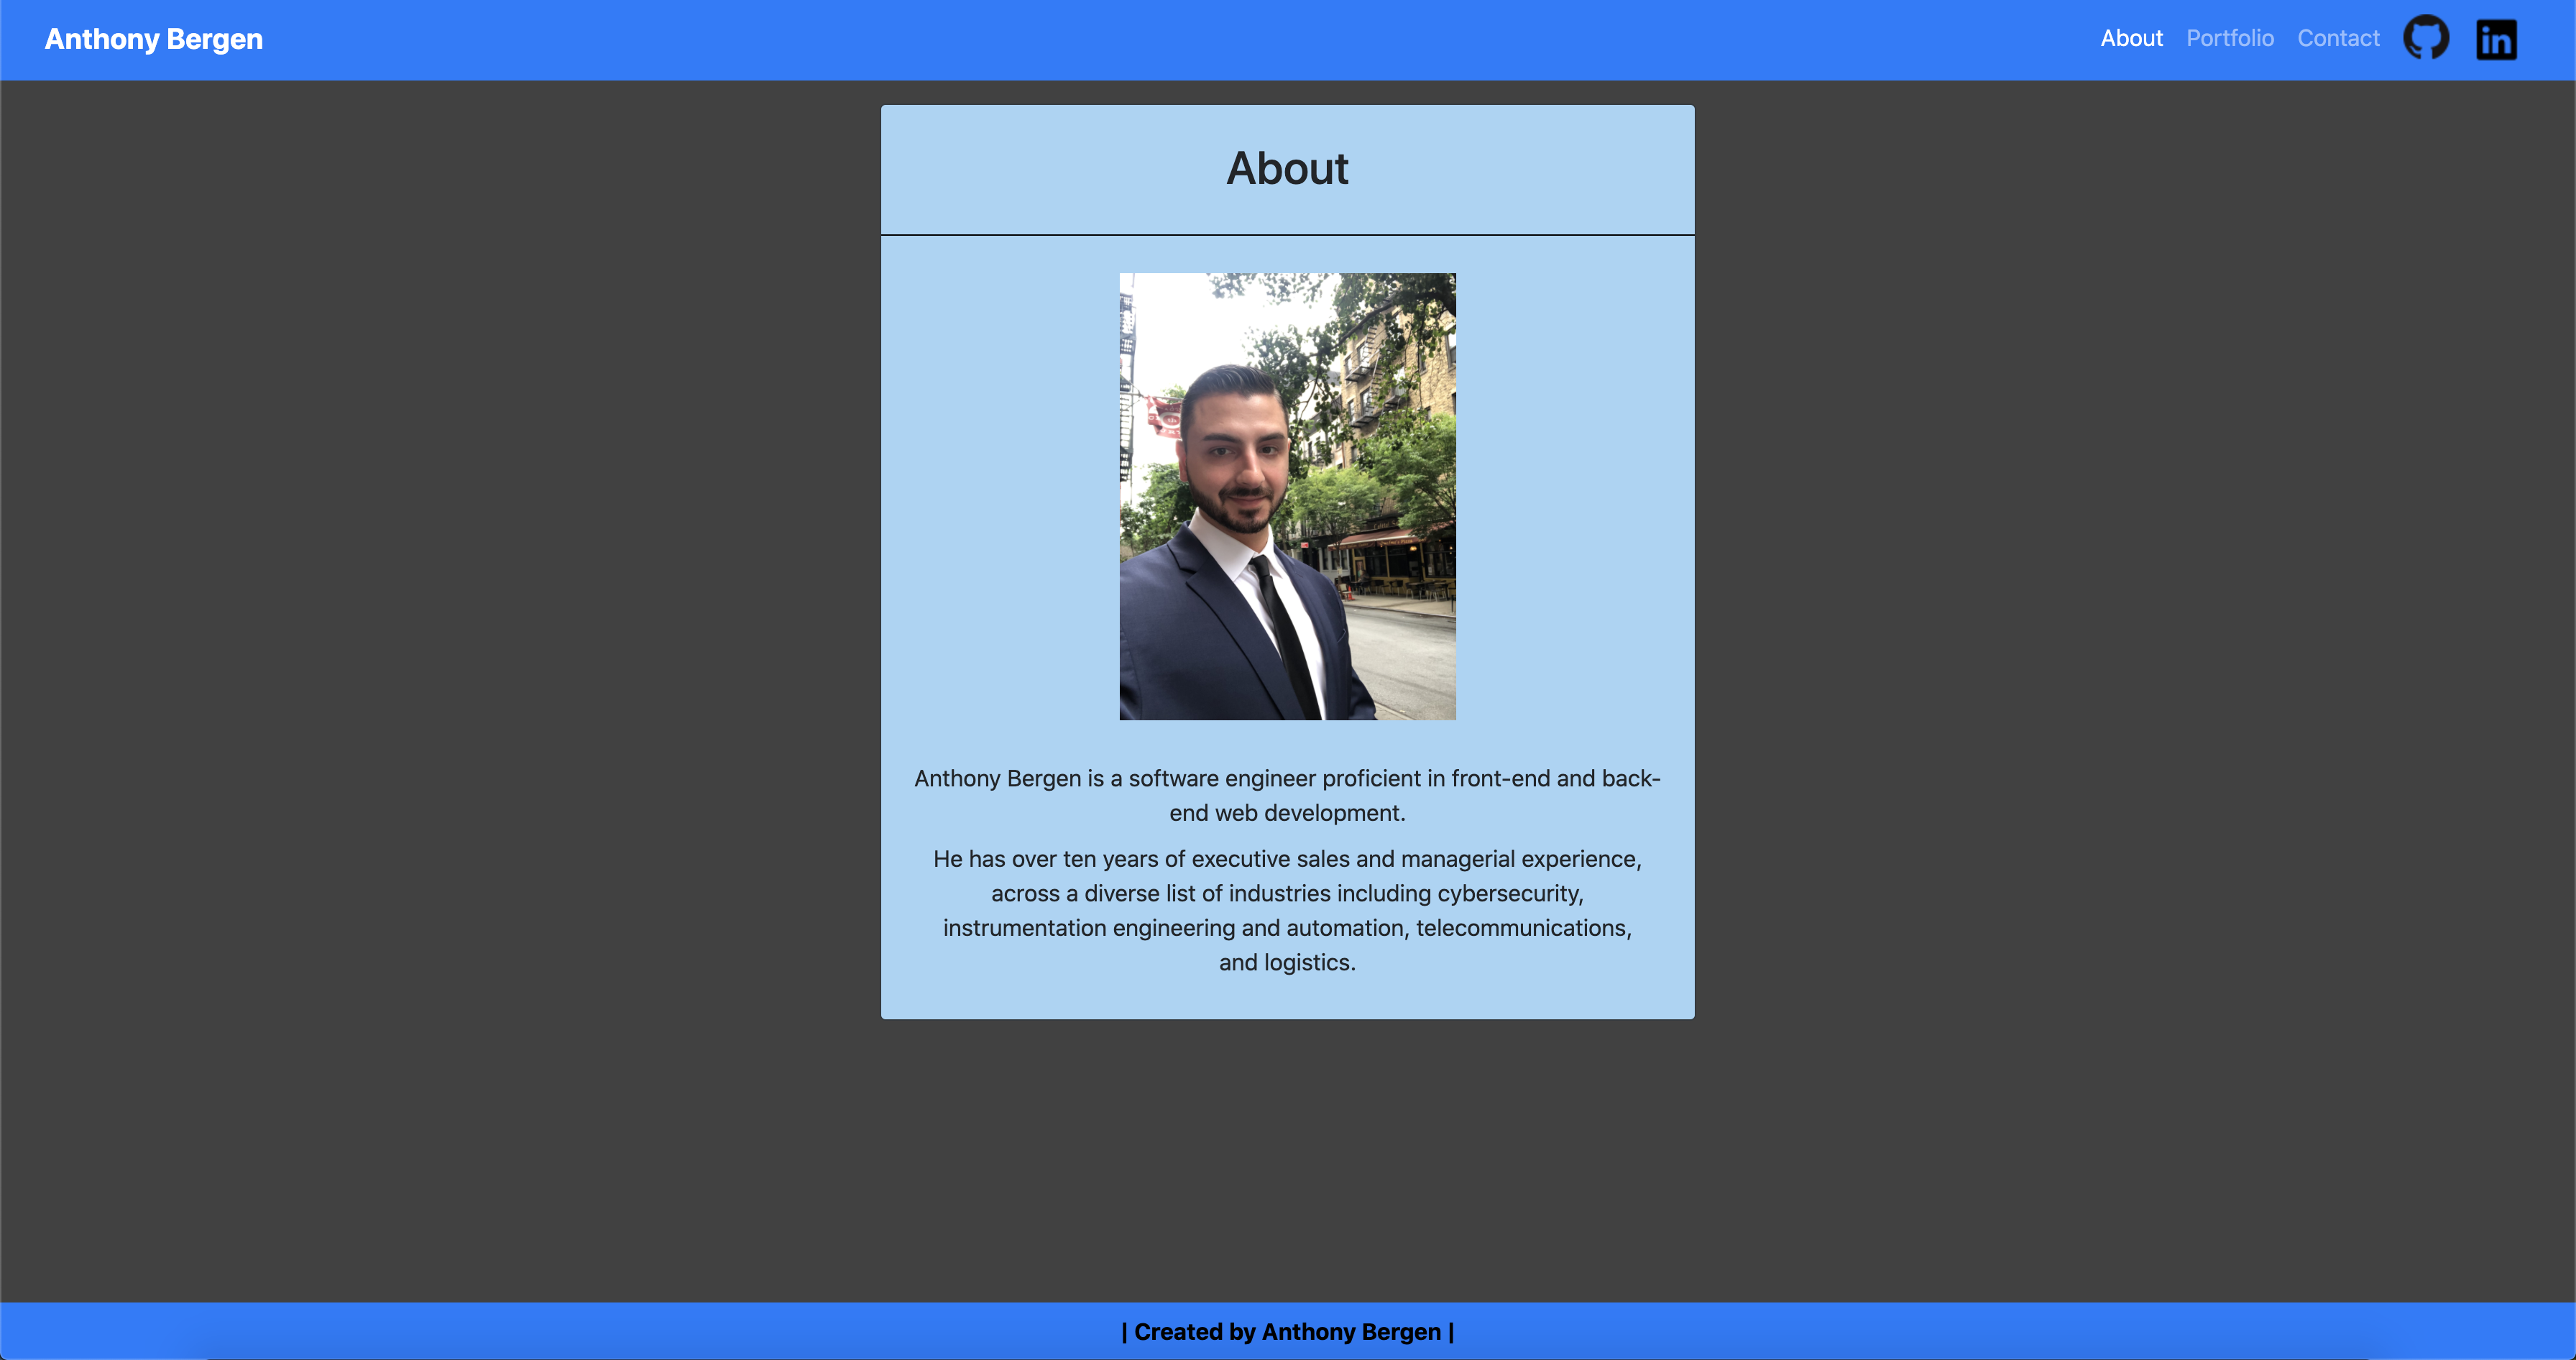 Anthony Bergen
About Portfolio Contact
in
About
Anthony Bergen is a software engineer proficient in front-end and back-
end web development.
He has over ten years of executive sales and managerial experience,
across a diverse list of industries including cybersecurity,
instrumentation engineering and automation, telecommunications,
and logistics.
| Created by Anthony Bergen |